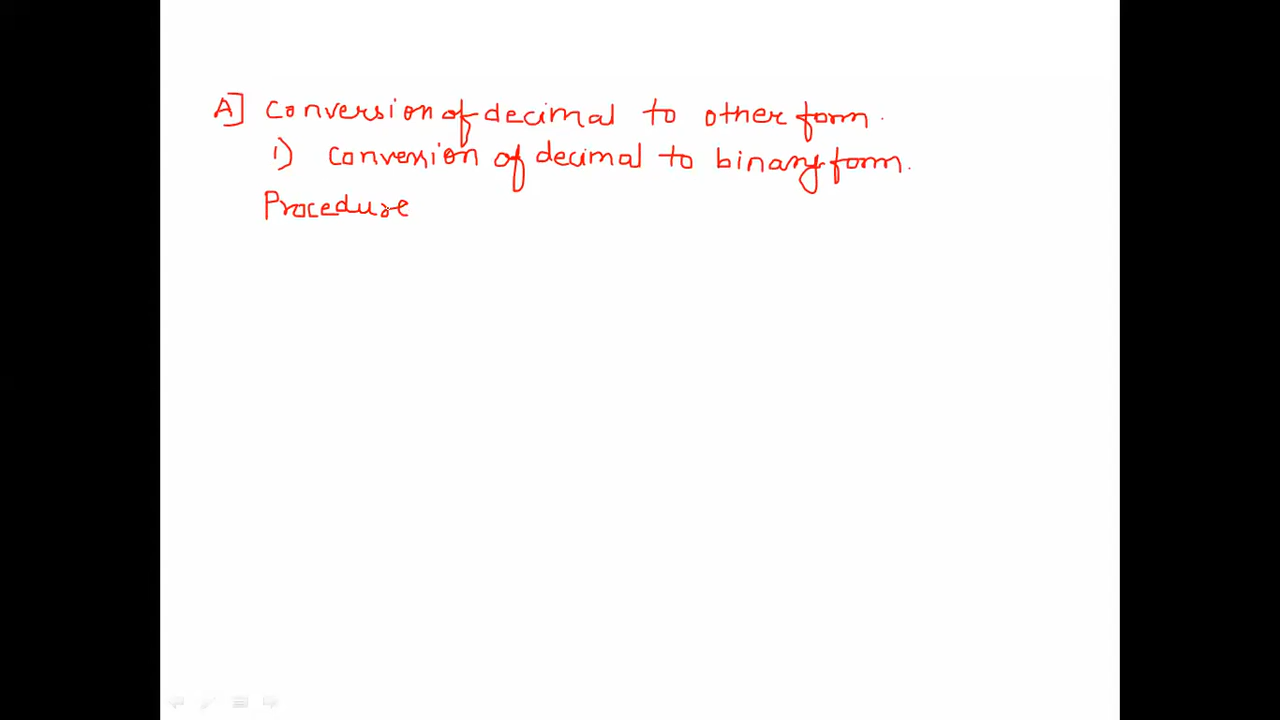 A] Conversion of decimal to other form.
1) Conversion of decimal to binary form.
Procedure